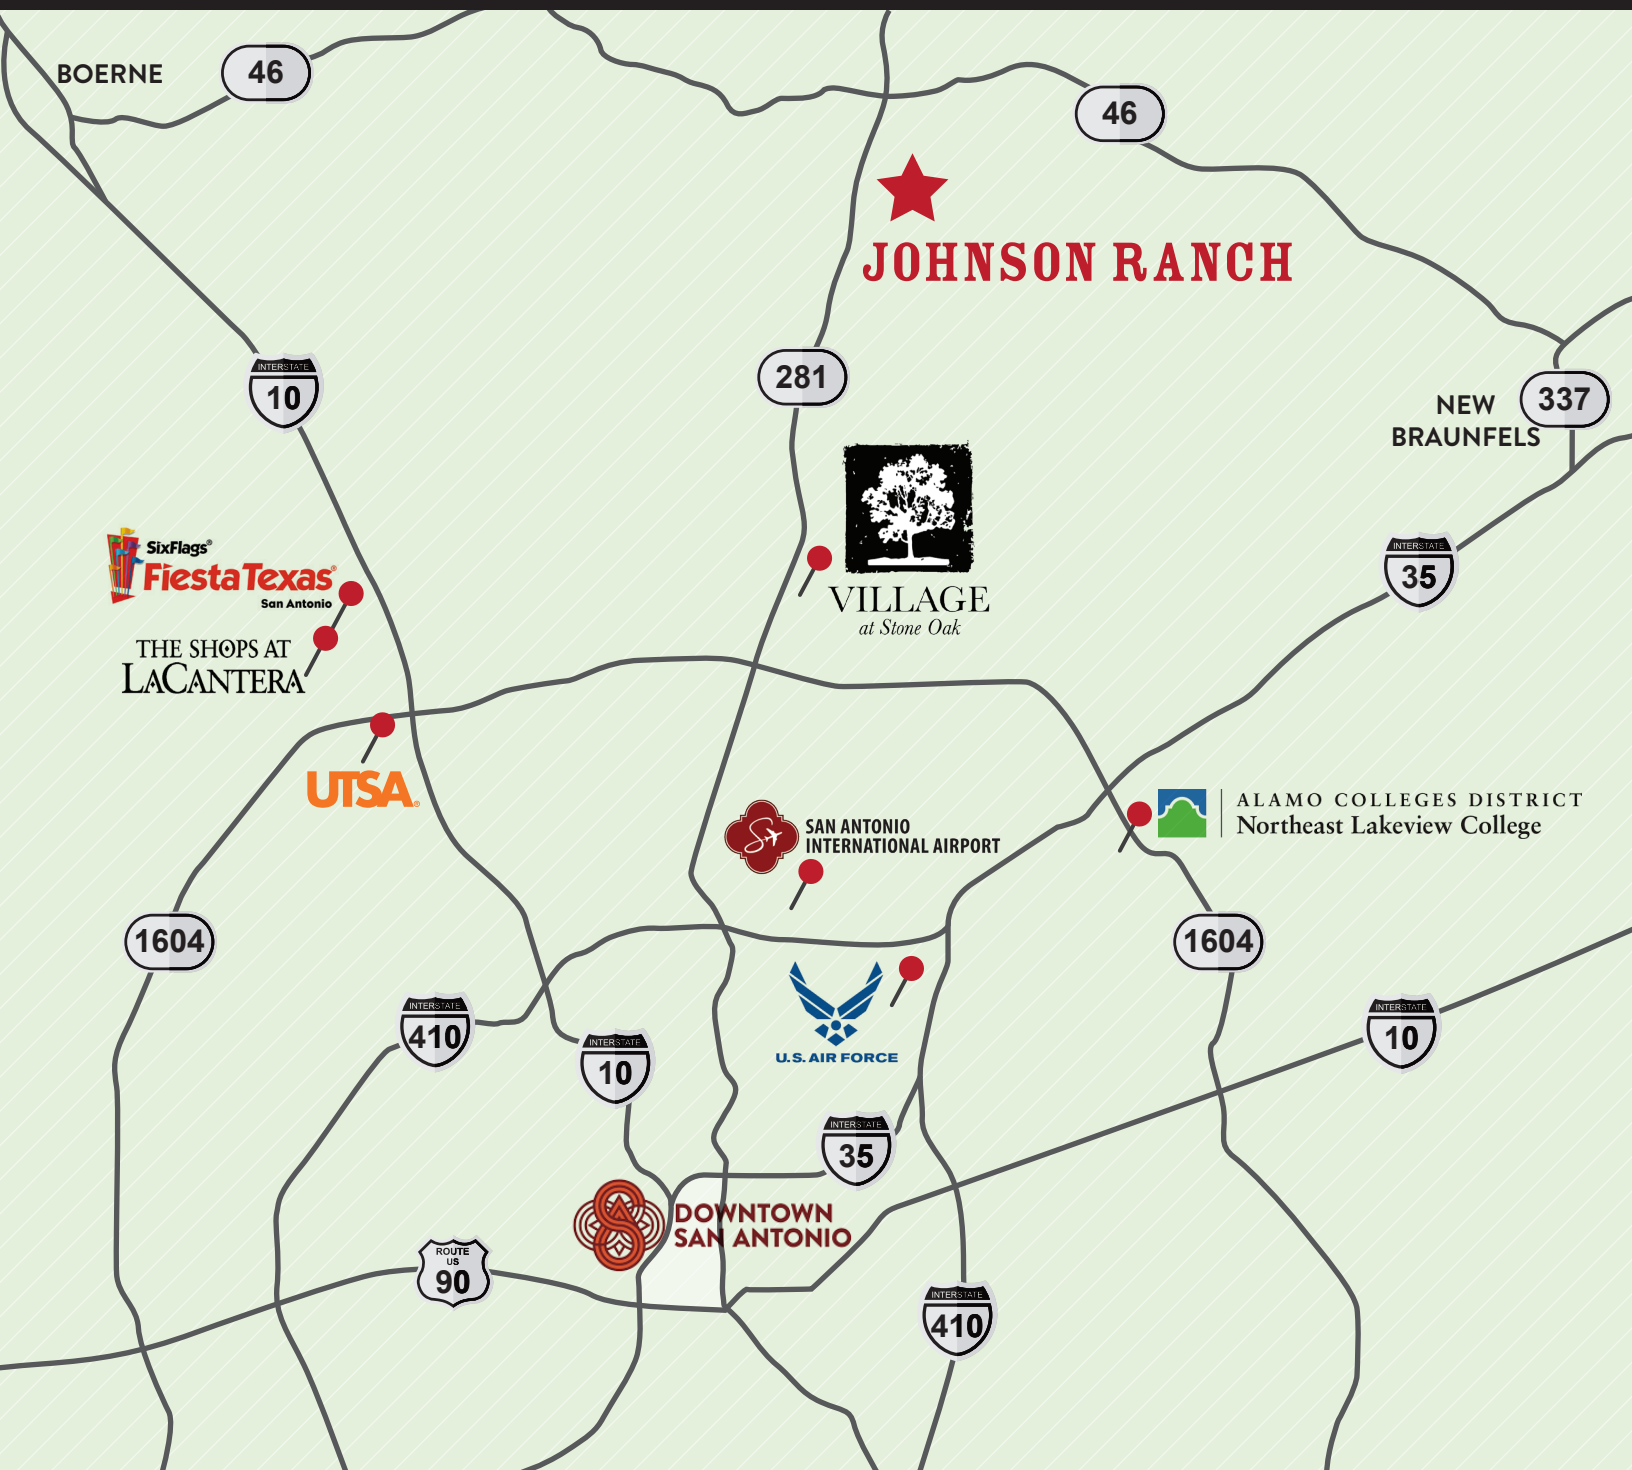 BOERNE
46
46
JOHNSON RANCH
INTERSTATE
10
281
337
NEW
BRAUNFELS
SixFlags®
Fiesta Texas®
San Antonio
THE SHOPS AT
LACANTERA
VILLAGE
at Stone Oak
INTERSTATE
35
UTSA®
SAN ANTONIO
INTERNATIONAL AIRPORT
ALAMO COLLEGES DISTRICT
Northeast Lakeview College
1604
1604
U.S. AIR FORCE
INTERSTATE
410
INTERSTATE
10
INTERSTATE
10
INTERSTATE
35
DOWNTOWN
SAN ANTONIO
ROUTE
US
90
INTERSTATE
410